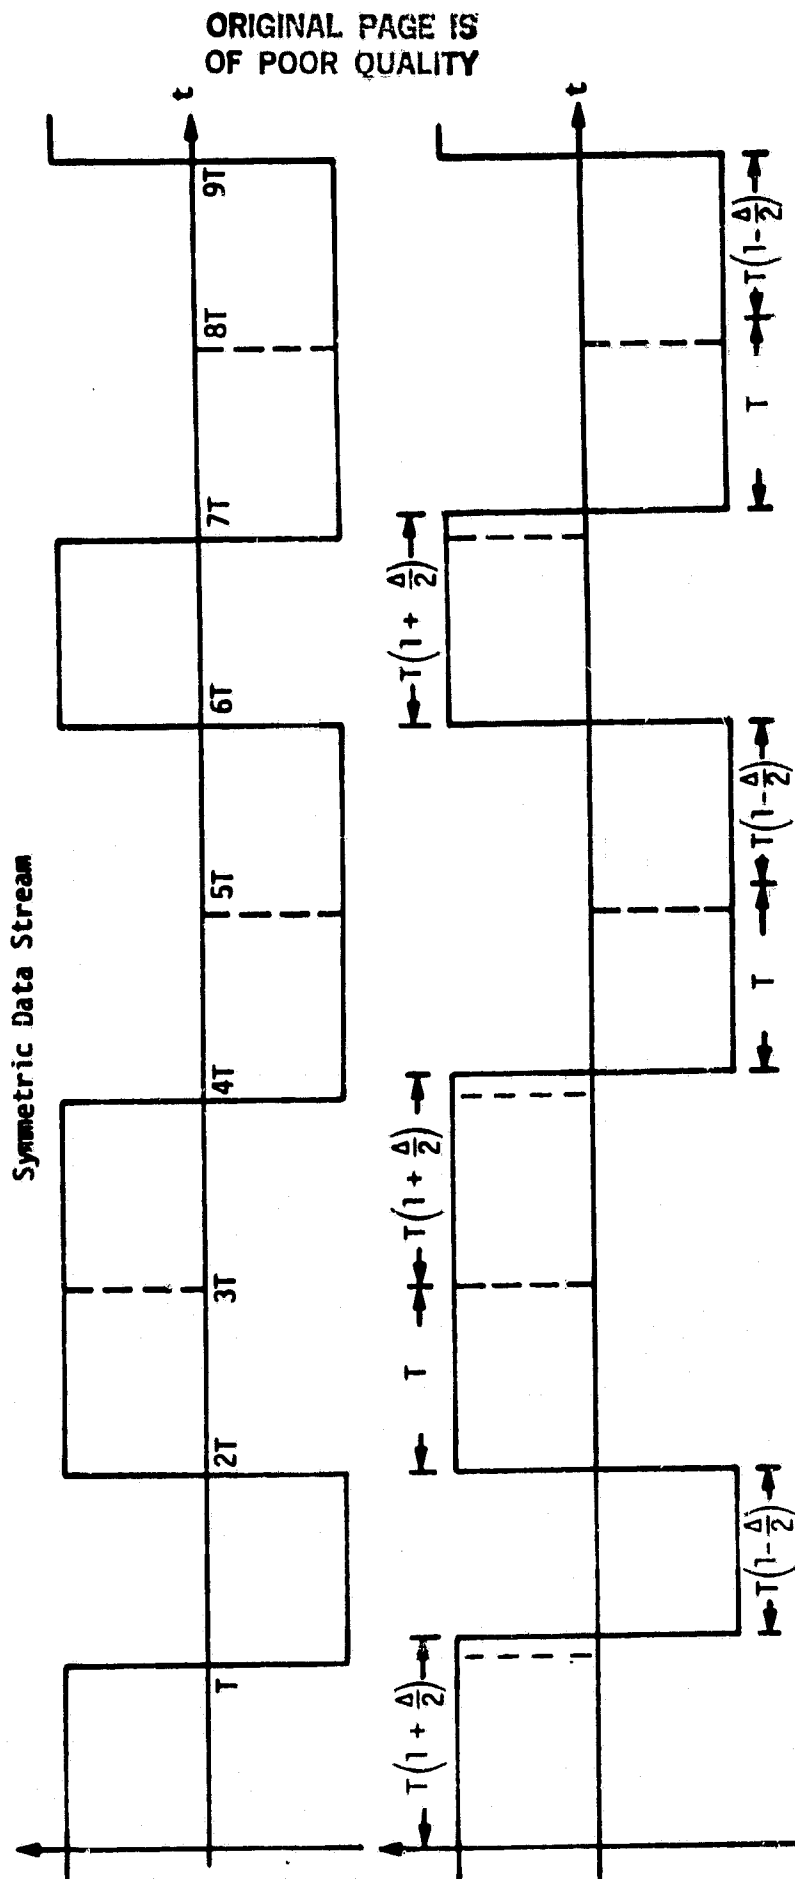 ORIGINAL PAGE IS
OF POOR QUALITY
Symmetric Data Stream
T
2T
3T
4T
5T
6T
7T
8T
9T
t
T(1 + Δ/2)
T
T(1 + Δ/2)
T(1 + Δ/2)
t
T(1-Δ/2)
T
T(1-Δ/2)
T
T(1-Δ/2)